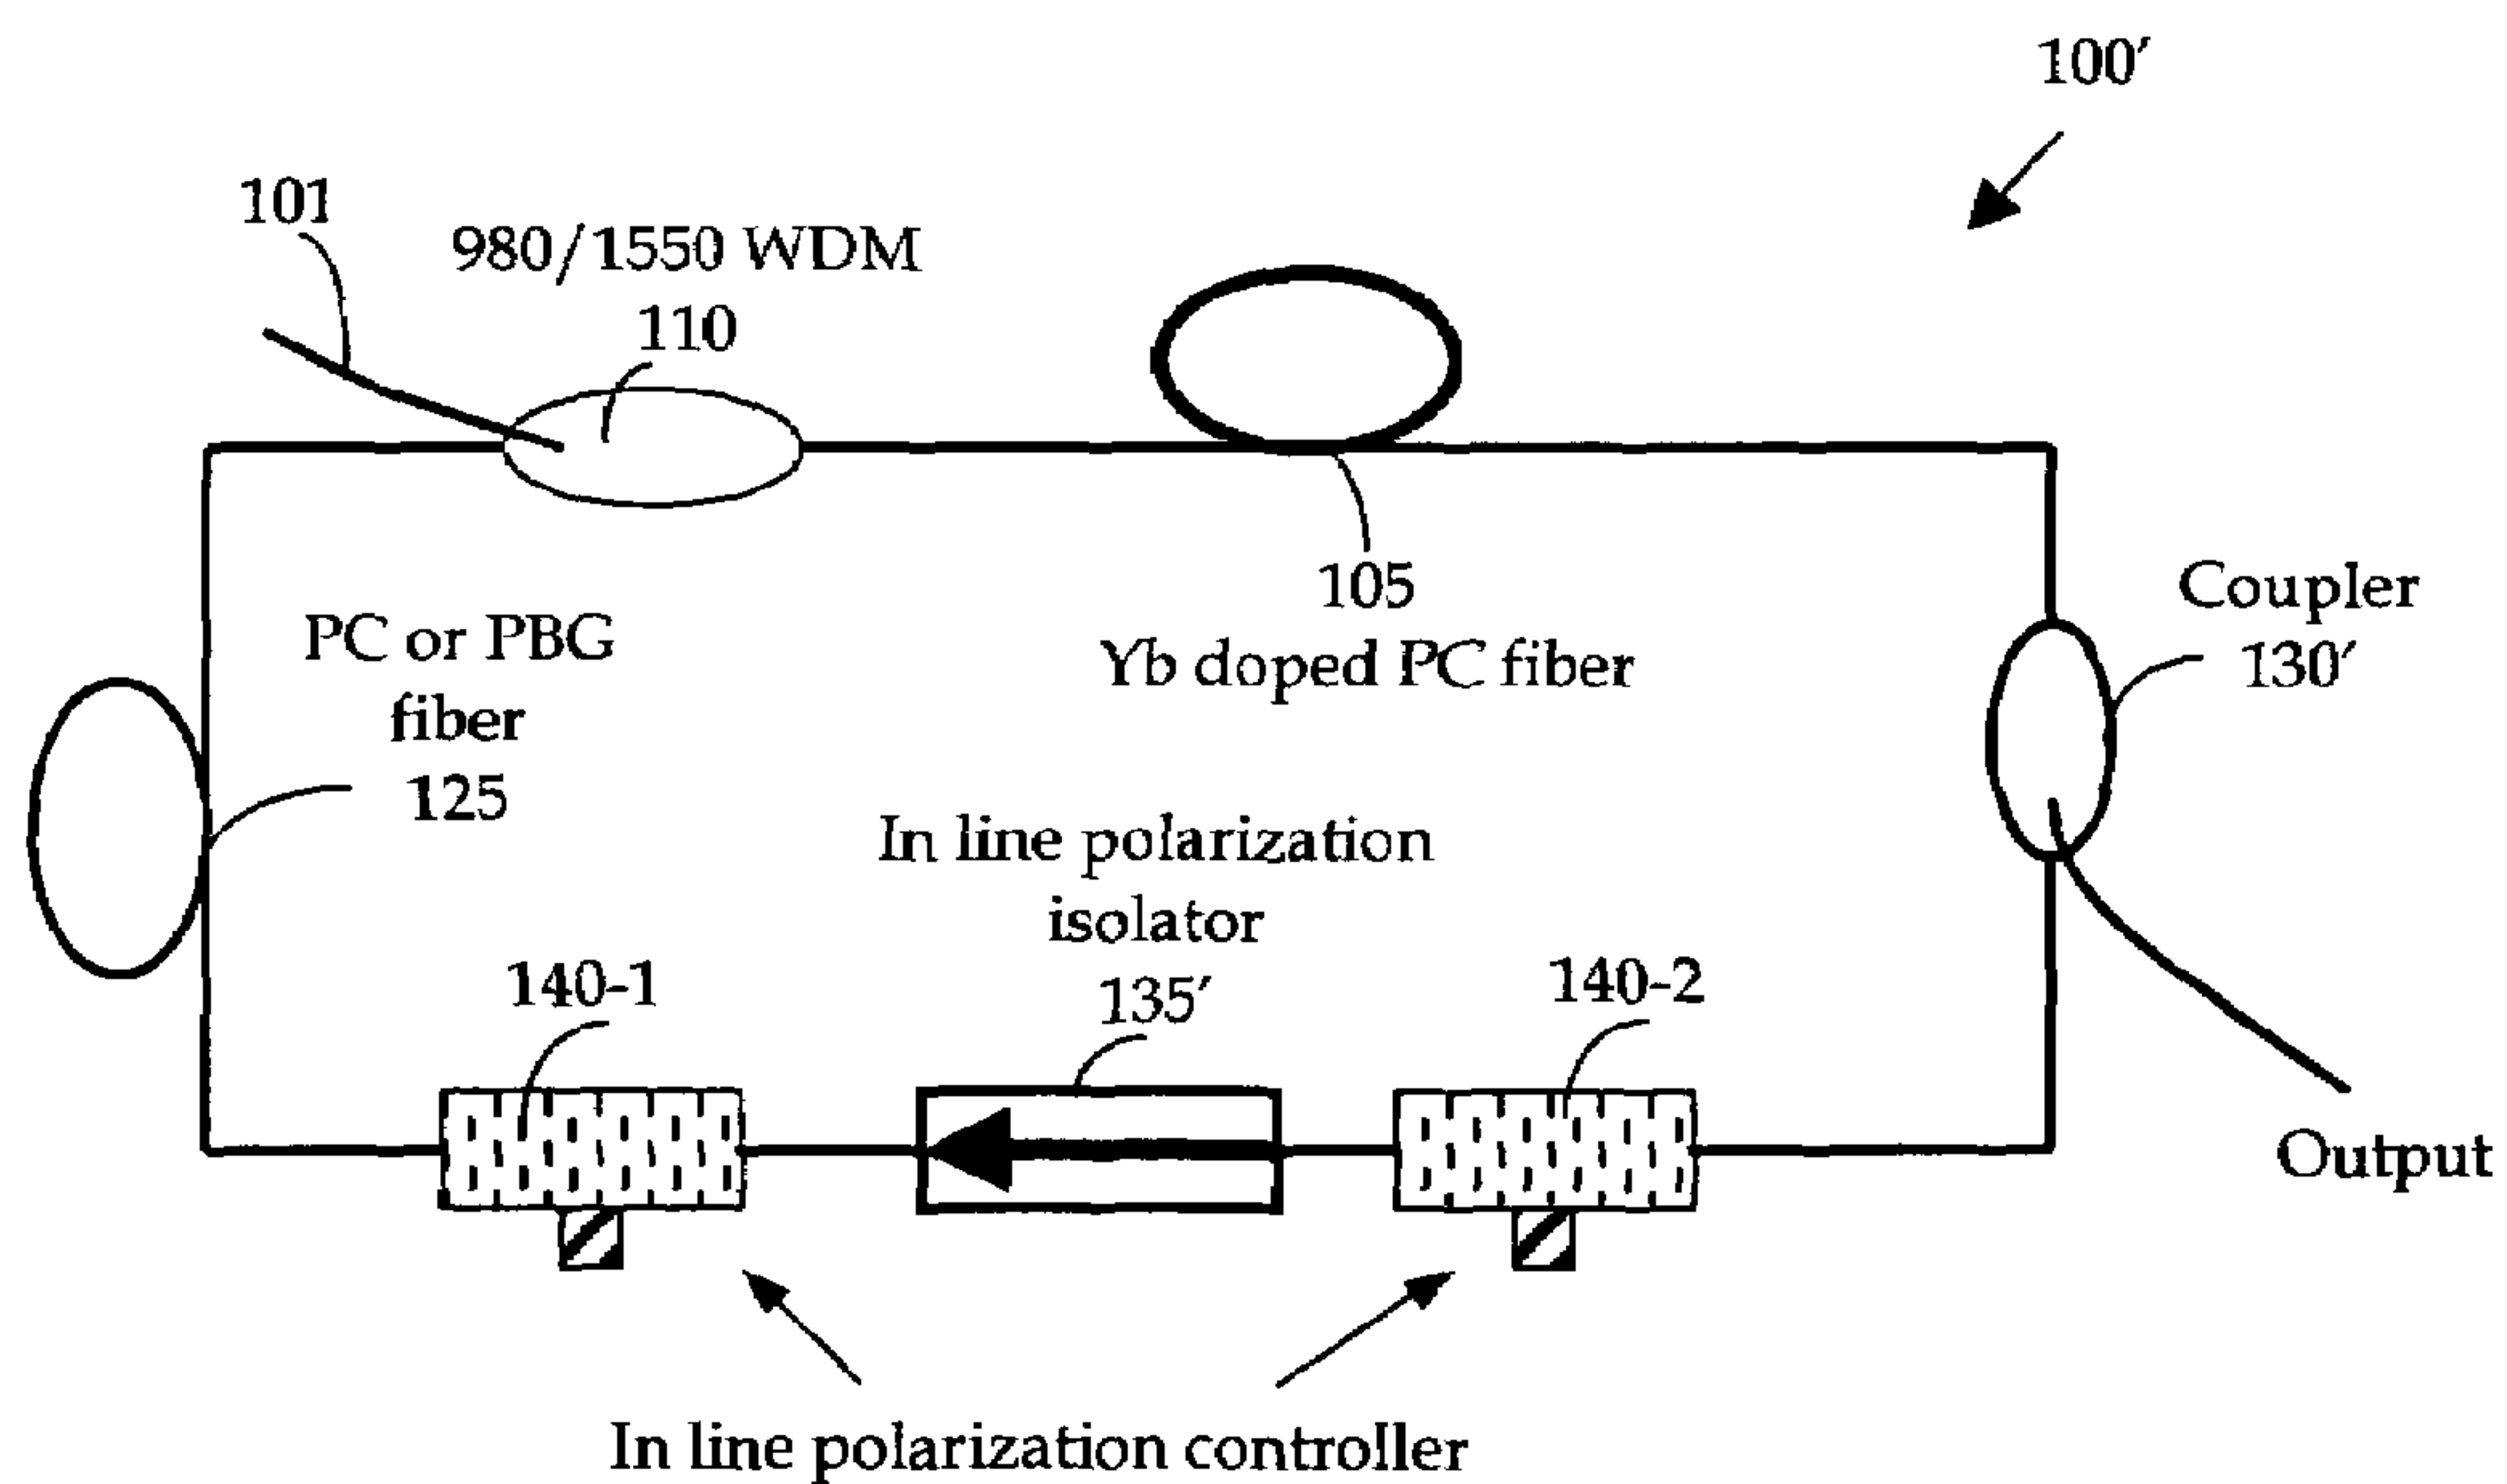 100′
101
980/1550 WDM
110
105
Yb doped PC fiber
Coupler
130′
PC or PBG
fiber
125
In line polarization
isolator
135′
140-1
140-2
Output
In line polarization controller